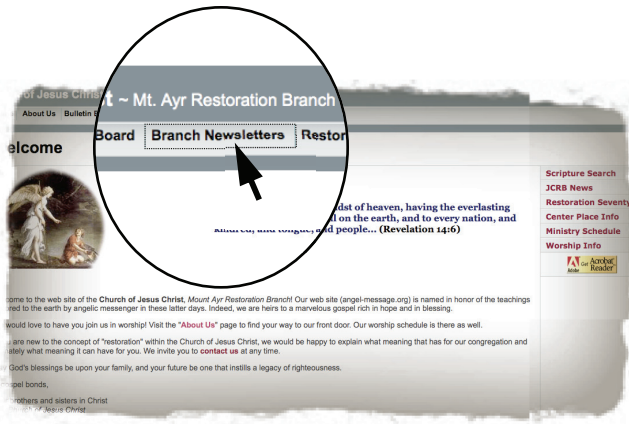 of Jesus Christ
t ~ Mt. Ayr Restoration Branch
About Us Bulletin B
Board Branch Newsletters Restor
elcome
Scripture Search
JCRB News
Restoration Seventy
Center Place Info
Ministry Schedule
Worship Info
Adobe Get Acrobat Reader
dst of heaven, having the everlasting
on the earth, and to every nation, and
kindred, and tongue, and people... (Revelation 14:6)
come to the web site of the Church of Jesus Christ, Mount Ayr Restoration Branch! Our web site (angel-message.org) is named in honor of the teachings
ored to the earth by angelic messenger in these latter days. Indeed, we are heirs to a marvelous gospel rich in hope and in blessing.
would love to have you join us in worship! Visit the "About Us" page to find your way to our front door. Our worship schedule is there as well.
are new to the concept of "restoration" within the Church of Jesus Christ, we would be happy to explain what meaning that has for our congregation and
ately what meaning it can have for you. We invite you to contact us at any time.
God's blessings be upon your family, and your future be one that instills a legacy of righteousness.
spel bonds,
rothers and sisters in Christ
of Jesus Christ